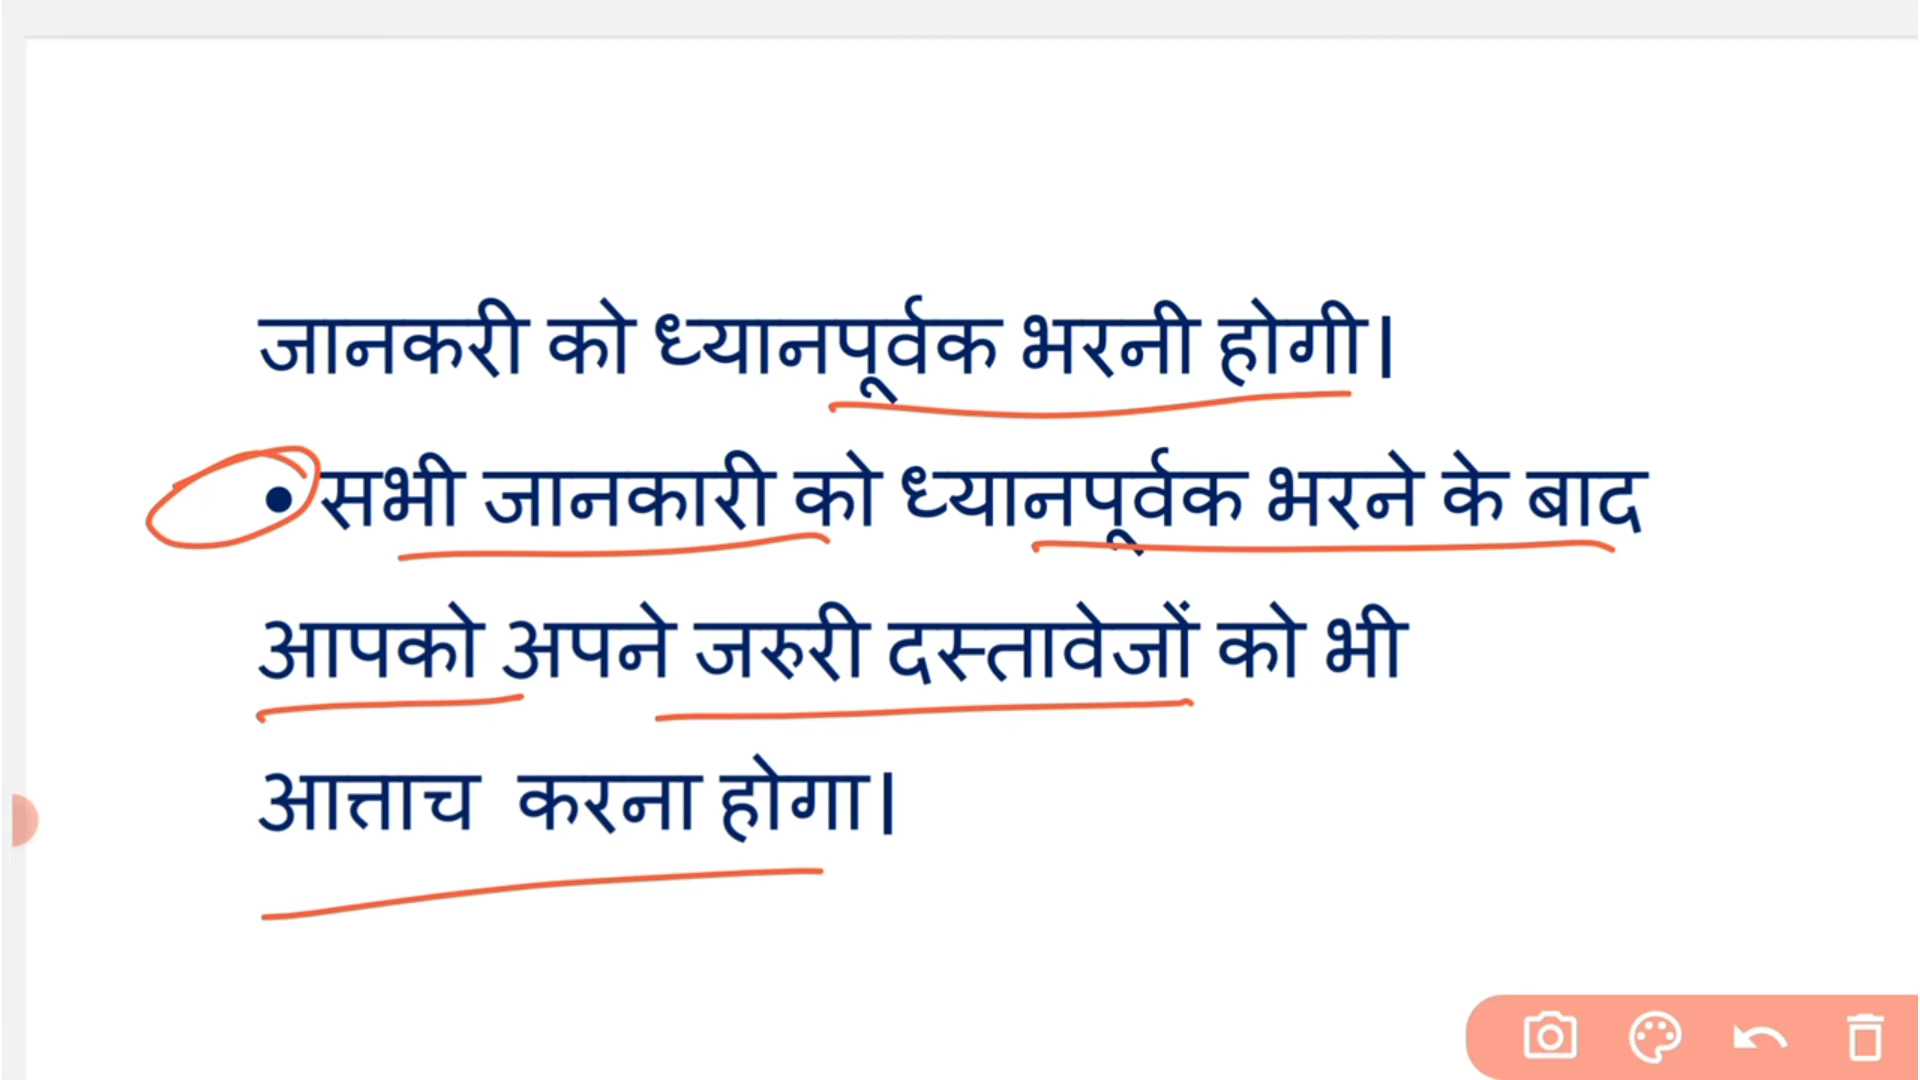 जानकरी को ध्यानपूर्वक भरनी होगी।
• सभी जानकारी को ध्यानपूर्वक भरने के बाद
आपको अपने जरुरी दस्तावेजों को भी
आत्ताच करना होगा।